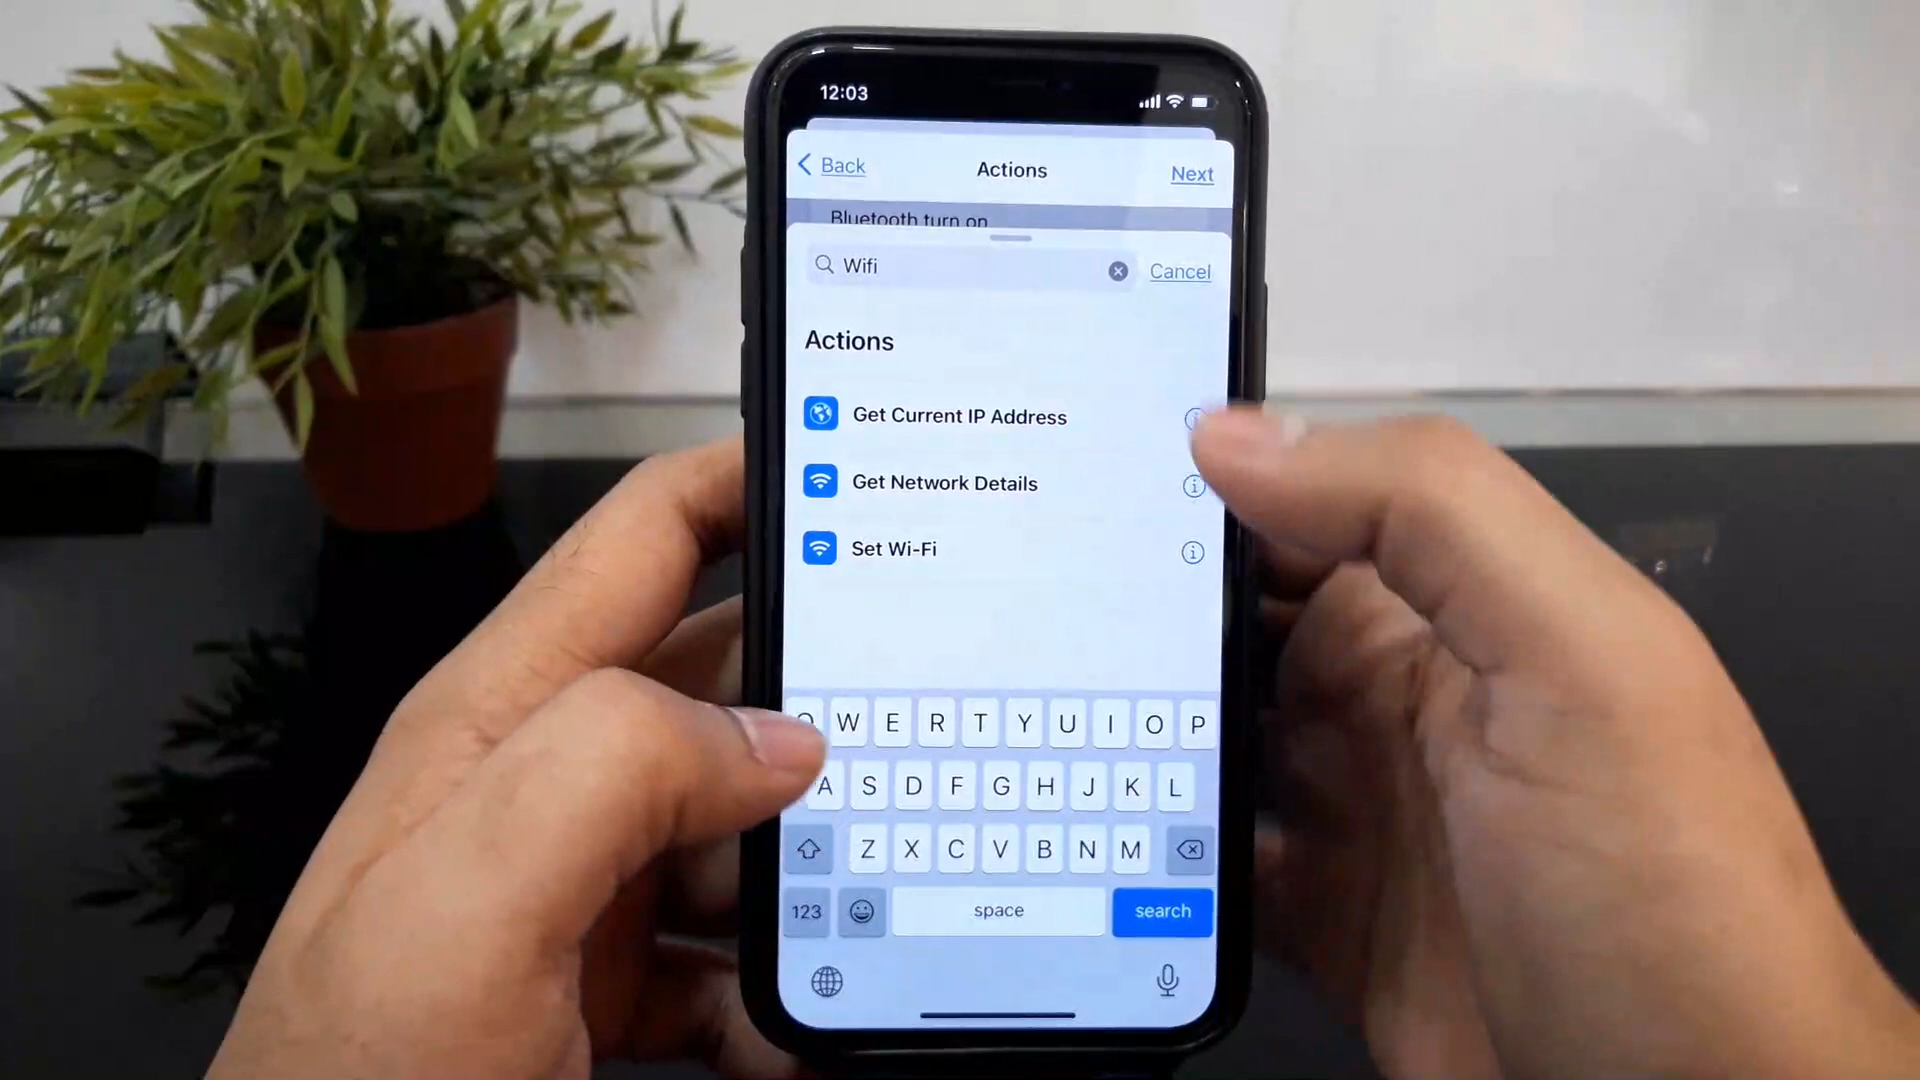 12:03
Back
Actions
Next
Bluetooth turn on
Wifi
Cancel
Actions
Get Current IP Address
Get Network Details
Set Wi-Fi
Q W E R T Y U I O P
A S D F G H J K L
Z X C V B N M
123
space
search